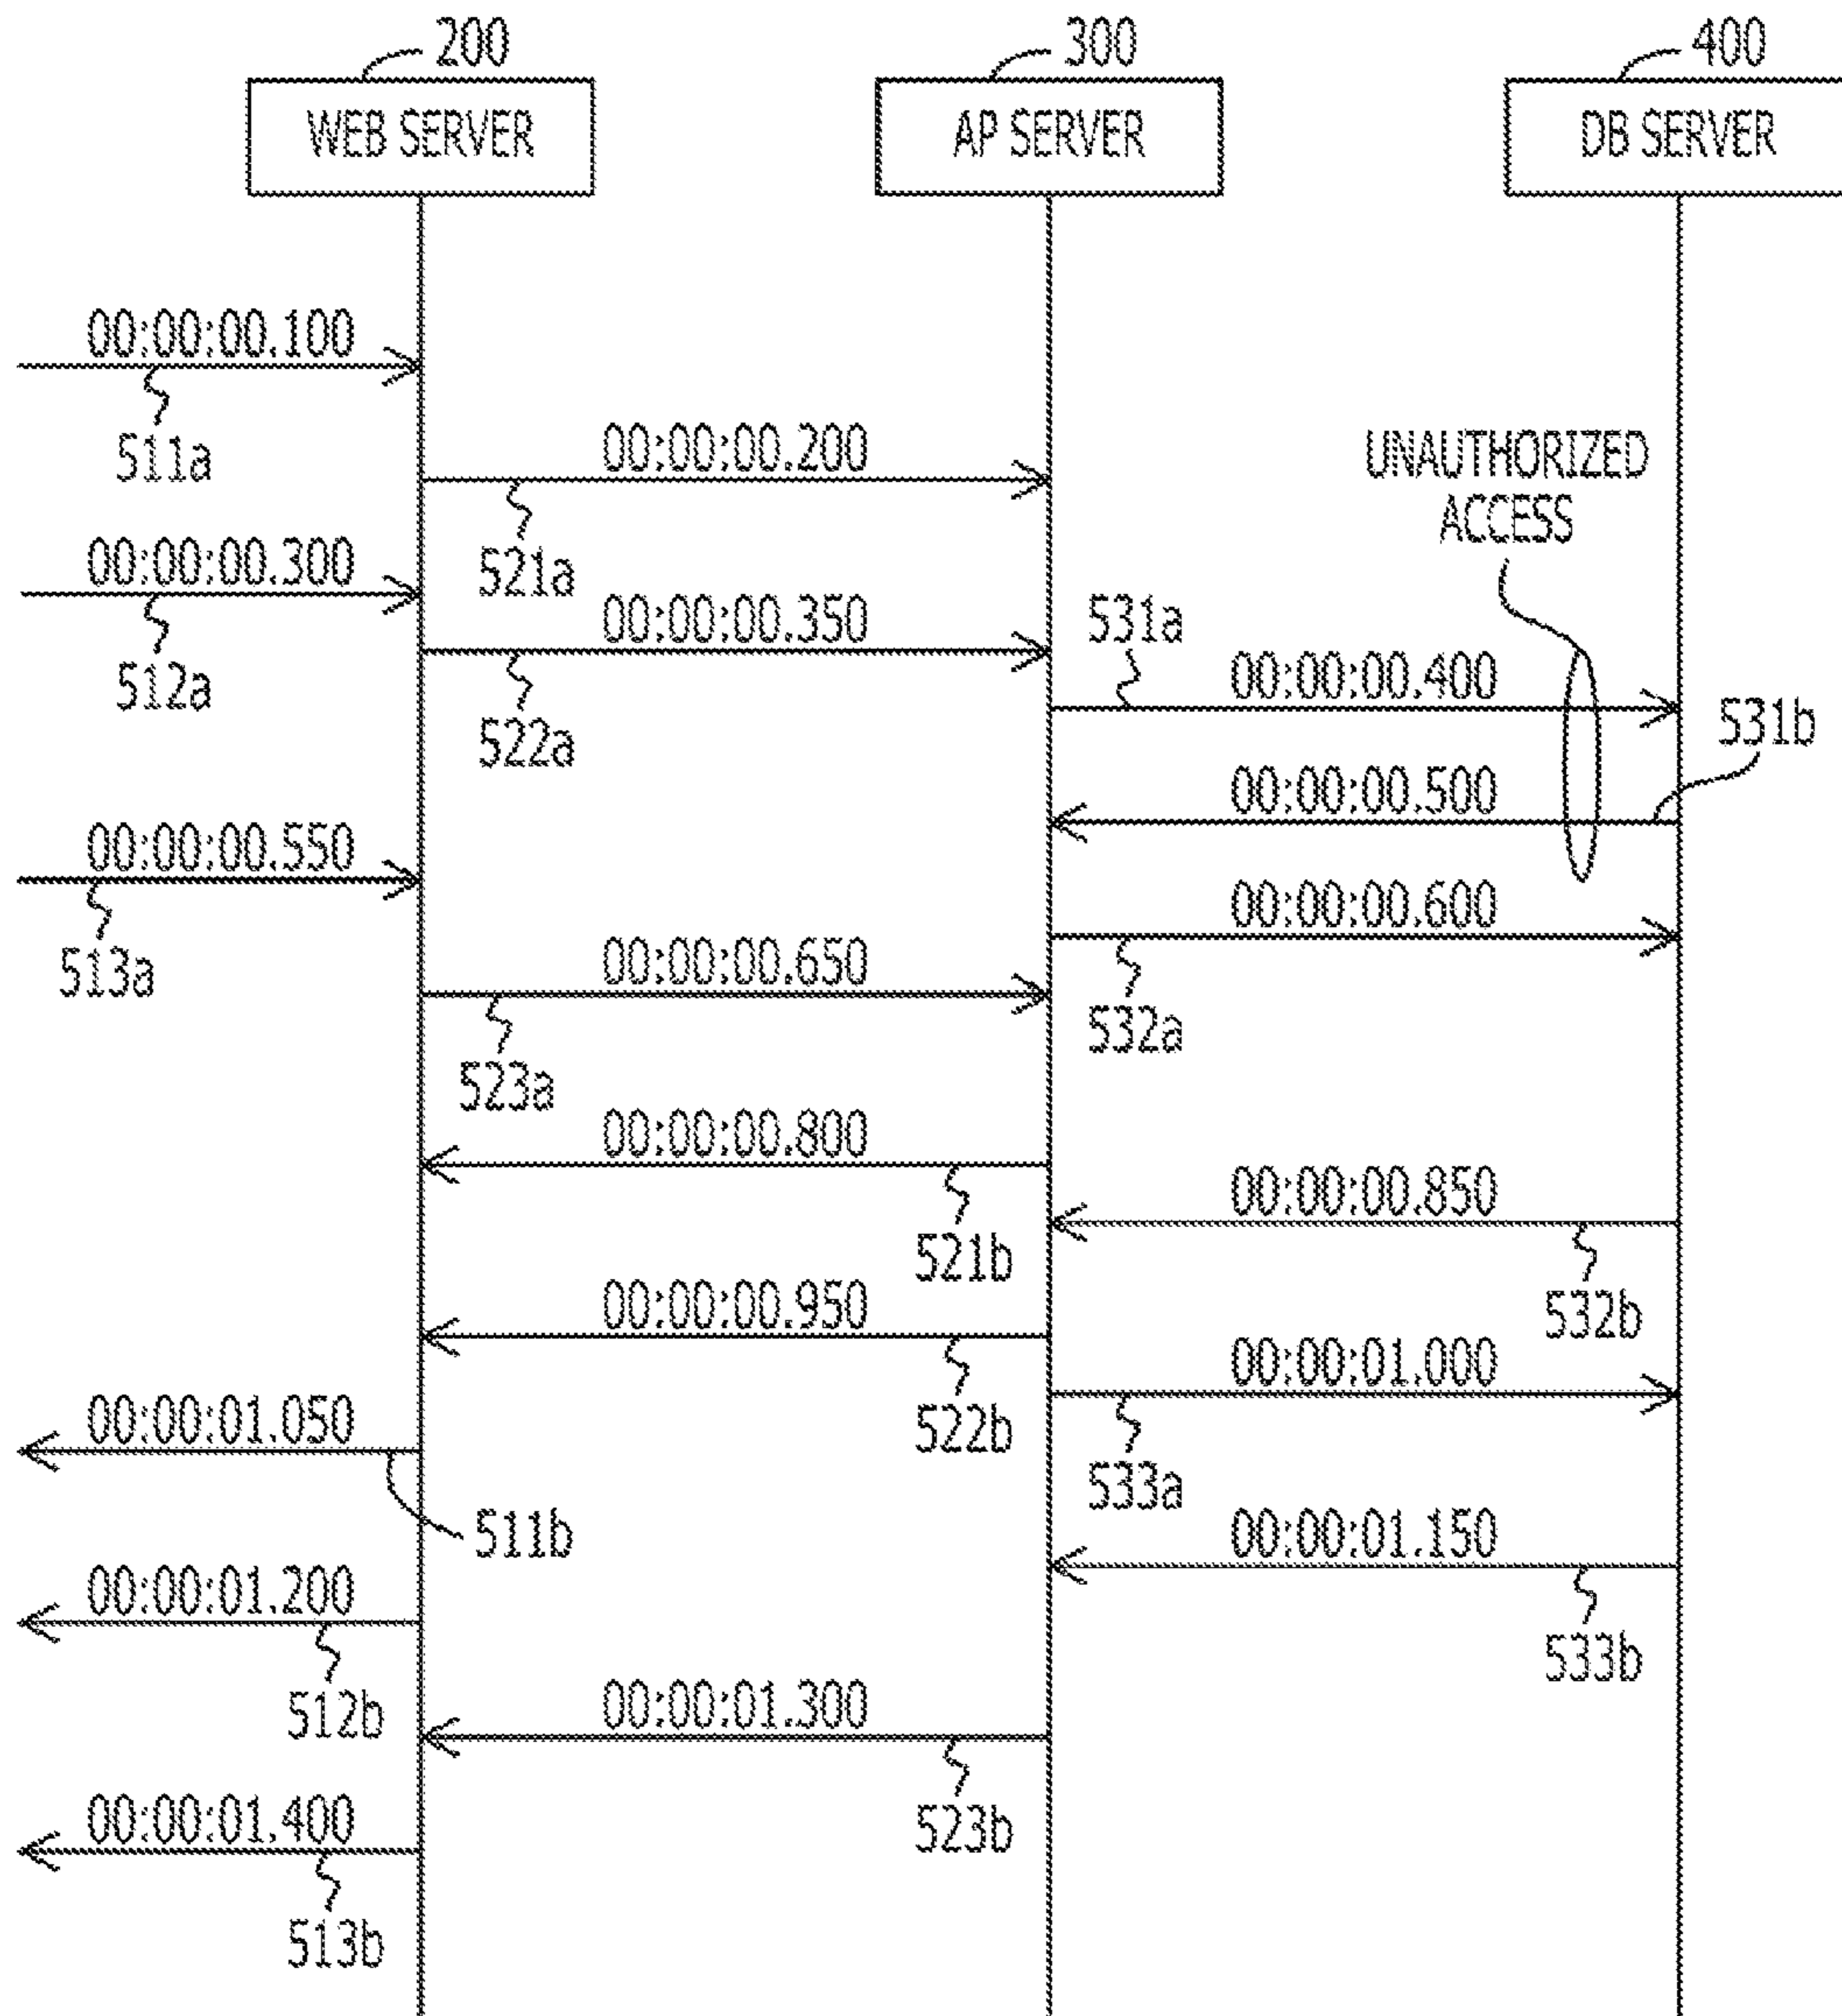 200
300
400
WEB SERVER
AP SERVER
DB SERVER
00:00:00.100
511a
00:00:00.200
521a
UNAUTHORIZED
ACCESS
00:00:00.300
512a
00:00:00.350
522a
531a
00:00:00.400
531b
00:00:00.500
00:00:00.550
513a
00:00:00.600
532a
00:00:00.650
523a
00:00:00.800
521b
00:00:00.850
532b
00:00:00.950
522b
00:00:01.000
533a
00:00:01.050
511b
00:00:01.150
533b
00:00:01.200
512b
00:00:01.300
523b
00:00:01.400
513b